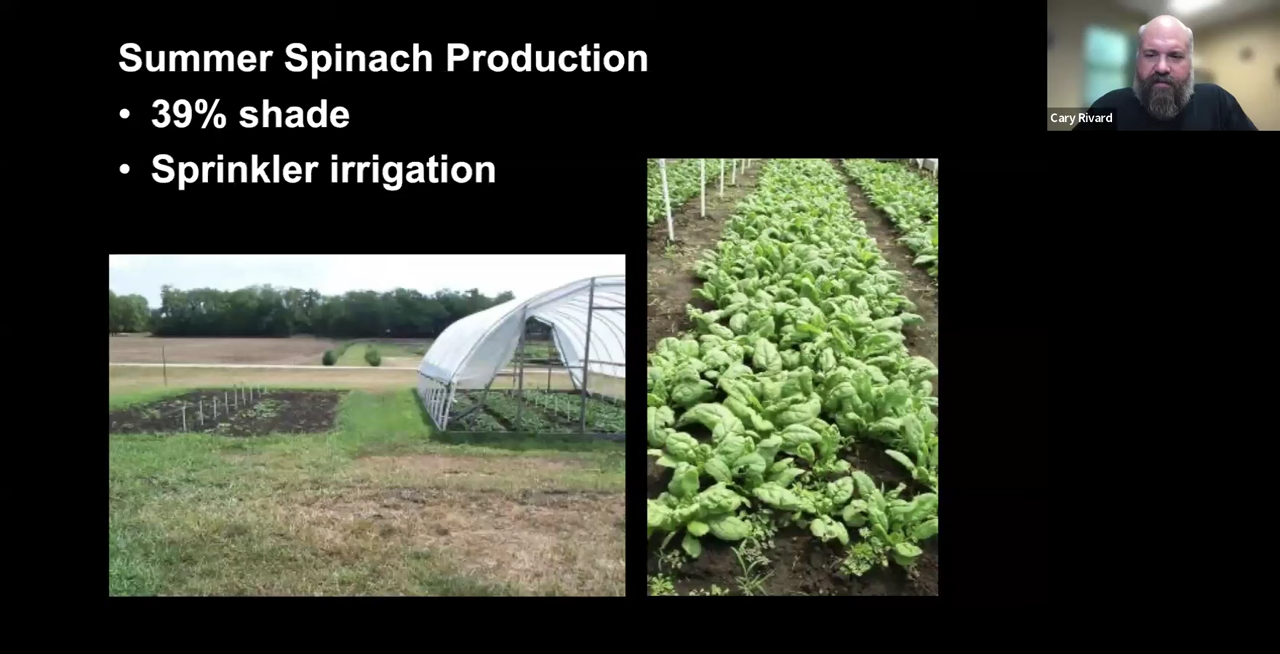 Summer Spinach Production
• 39% shade
• Sprinkler irrigation
Cary Rivard